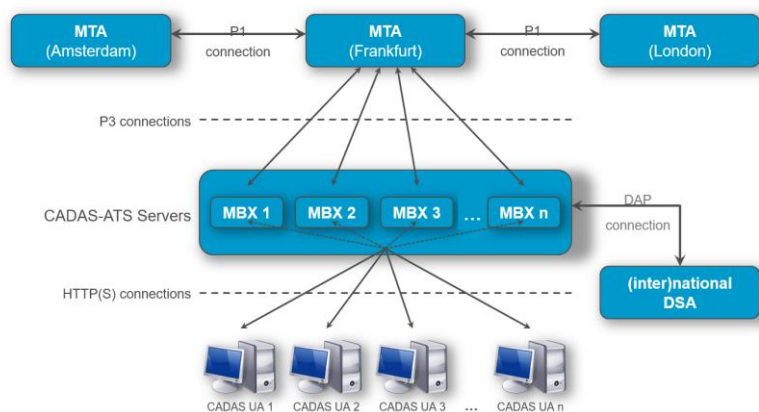 MTA
(Amsterdam)
P1
connection
MTA
(Frankfurt)
P1
connection
MTA
(London)
P3 connections
CADAS-ATS Servers
MBX 1
MBX 2
MBX 3
...
MBX n
DAP
connection
(inter)national
DSA
HTTP(S) connections
CADAS UA 1
CADAS UA 2
CADAS UA 3
...
CADAS UA n